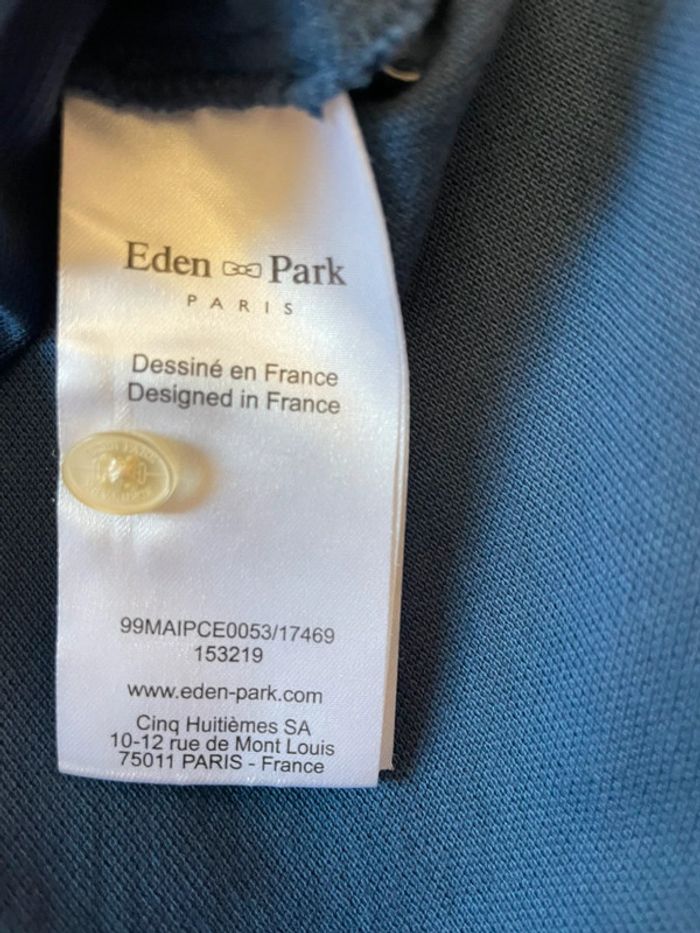 Eden Park
PARIS
Dessiné en France
Designed in France
99MAIPCE0053/17469
153219
www.eden-park.com
Cinq Huitièmes SA
10-12 rue de Mont Louis
75011 PARIS - France